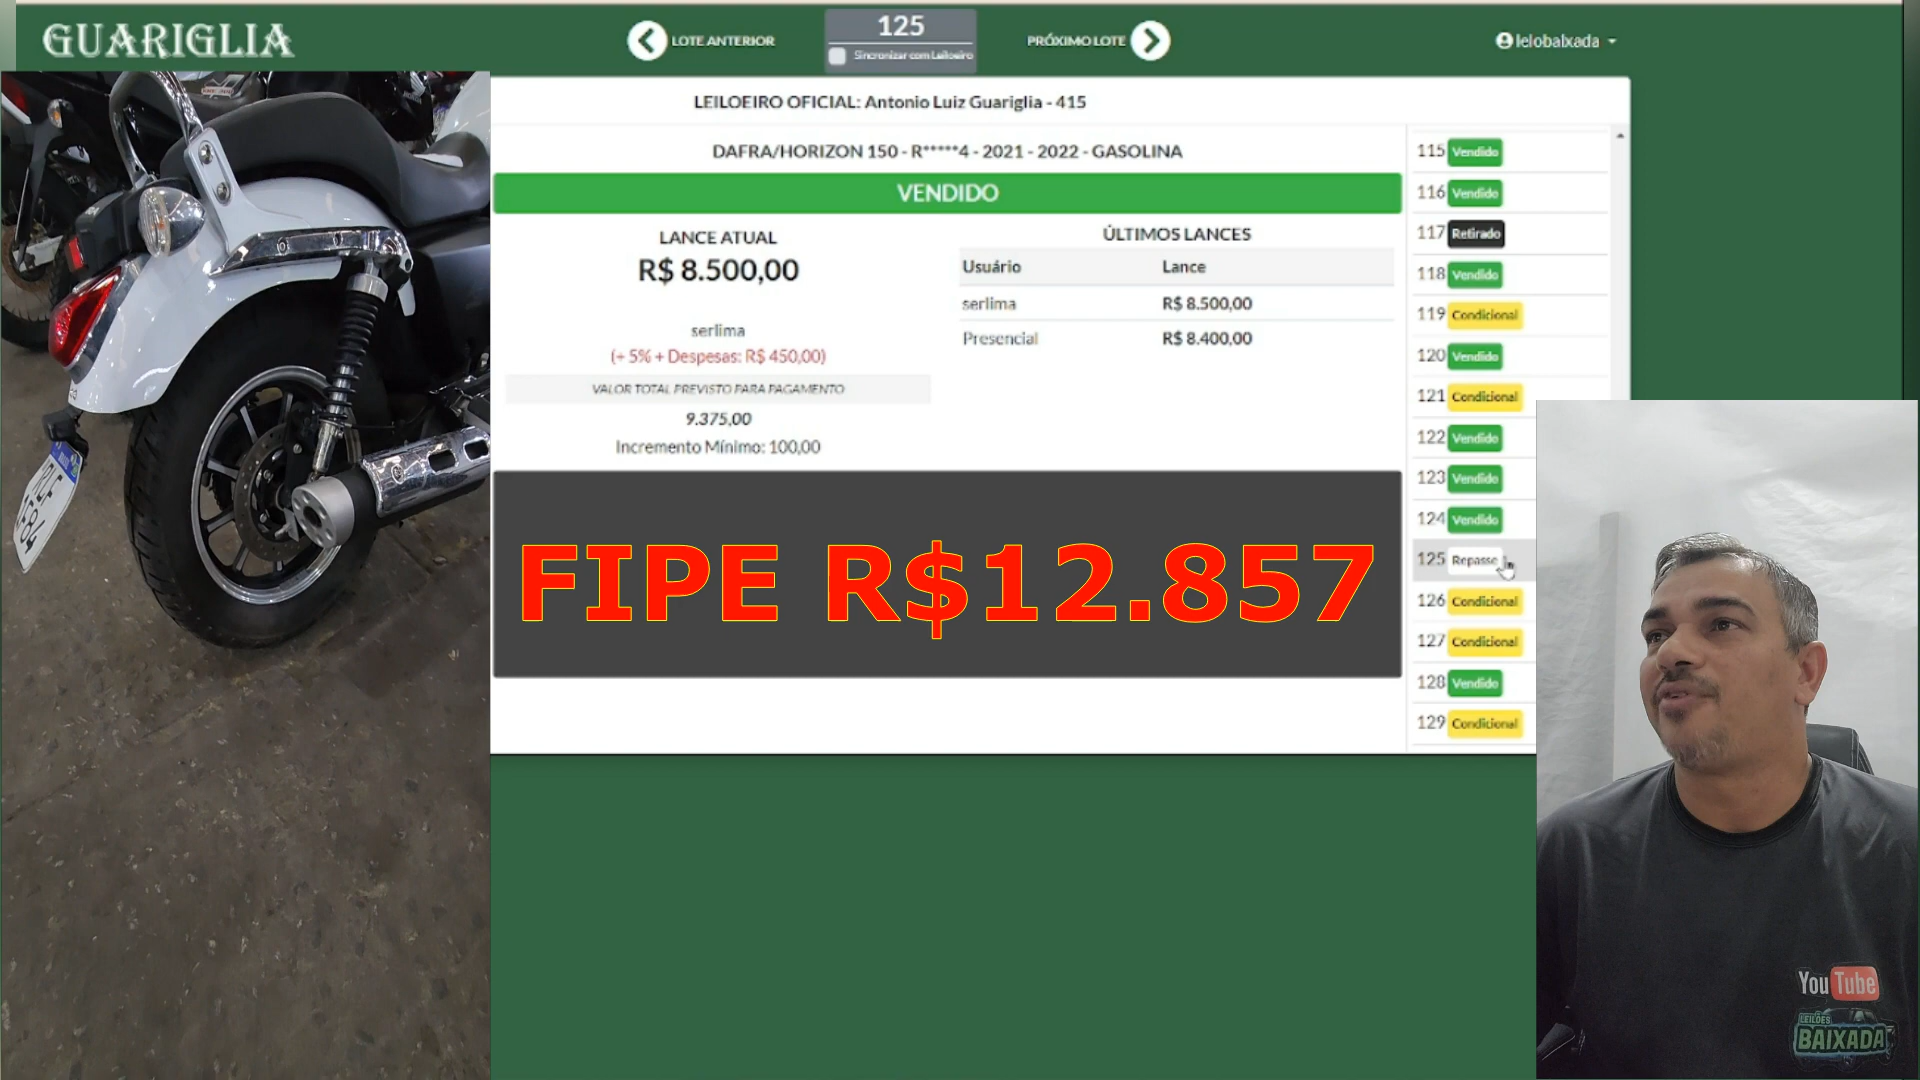 GUARIGLIA
LOTE ANTERIOR
125
Sincronizar com Leiloeiro
PRÓXIMO LOTE
lelobaixada
LEILOEIRO OFICIAL: Antonio Luiz Guariglia - 415
DAFRA/HORIZON 150 - R*****4 - 2021 - 2022 - GASOLINA
VENDIDO
LANCE ATUAL
R$ 8.500,00
serlima
(+ 5% + Despesas: R$ 450,00)
VALOR TOTAL PREVISTO PARA PAGAMENTO
9.375,00
Incremento Mínimo: 100,00
ÚLTIMOS LANCES
Usuário Lance
serlima R$ 8.500,00
Presencial R$ 8.400,00
FIPE R$12.857
115 Vendido
116 Vendido
117 Retirado
118 Vendido
119 Condicional
120 Vendido
121 Condicional
122 Vendido
123 Vendido
124 Vendido
125 Repasse
126 Condicional
127 Condicional
128 Vendido
129 Condicional
YouTube
LEILÕES
BAIXADA